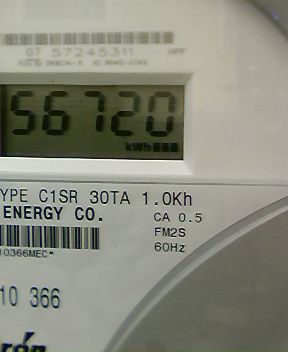 07 57245311
56720
kWh
YPE C1SR 30TA 1.0Kh
ENERGY CO.
CA 0.5
FM2S
60Hz
10366MEC*
10 366
rón